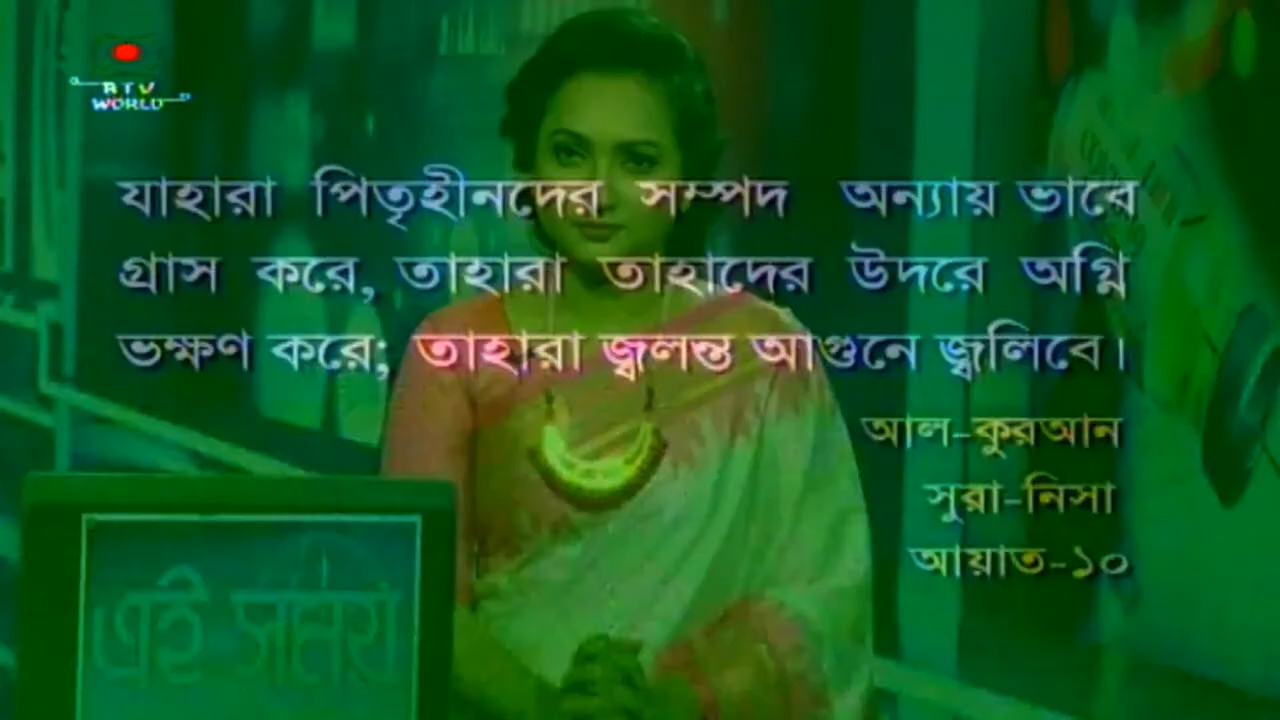 BTV
WORLD
যাহারা পিতৃহীনদের সম্পদ অন্যায় ভাবে
গ্রাস করে, তাহারা তাহাদের উদরে অগ্নি
ভক্ষণ করে; তাহারা জ্বলন্ত আগুনে জ্বলিবে।
আল-কুরআন
সুরা-নিসা
আয়াত-১০
এই সময়